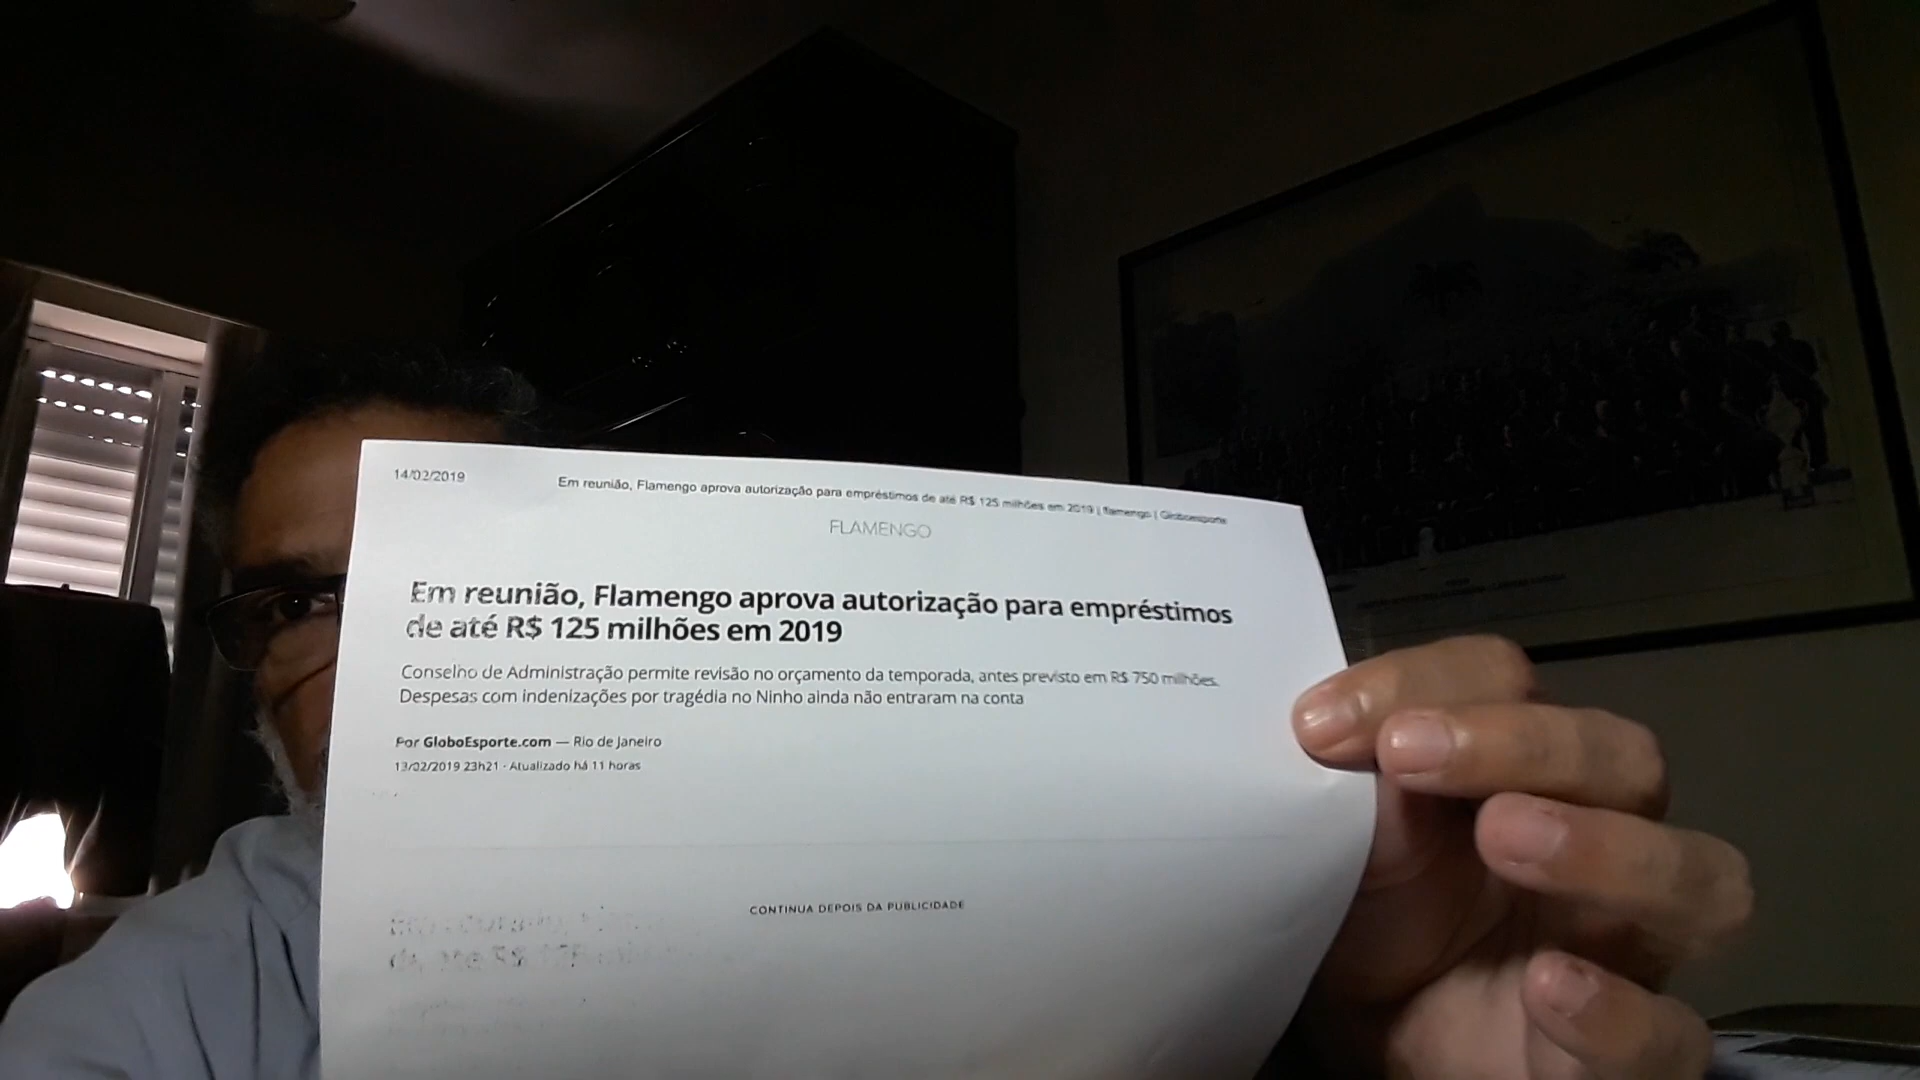 14/02/2019
Em reunião, Flamengo aprova autorização para empréstimos de até R$ 125 milhões em 2019 | flamengo | Globoesporte
FLAMENGO
Em reunião, Flamengo aprova autorização para empréstimos
de até R$ 125 milhões em 2019
Conselho de Administração permite revisão no orçamento da temporada, antes previsto em R$ 750 milhões.
Despesas com indenizações por tragédia no Ninho ainda não entraram na conta
Por GloboEsporte.com — Rio de Janeiro
13/02/2019 23h21 · Atualizado há 11 horas
CONTINUA DEPOIS DA PUBLICIDADE
de até R$